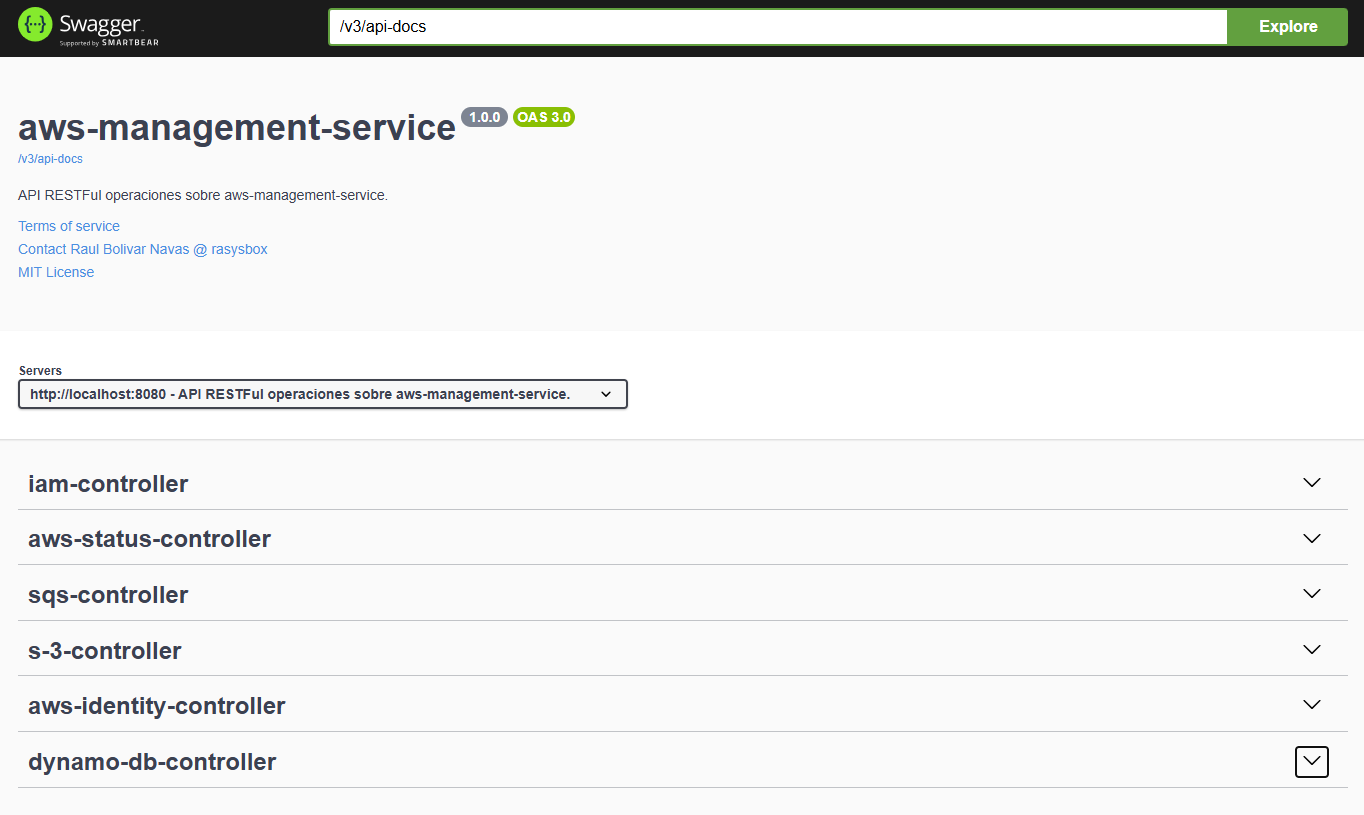 {···} Swagger.
Supported by SMARTBEAR
/v3/api-docs
Explore
aws-management-service 1.0.0 OAS 3.0
/v3/api-docs
API RESTFul operaciones sobre aws-management-service.
Terms of service
Contact Raul Bolivar Navas @ rasysbox
MIT License
Servers
http://localhost:8080 - API RESTFul operaciones sobre aws-management-service.
iam-controller
aws-status-controller
sqs-controller
s-3-controller
aws-identity-controller
dynamo-db-controller